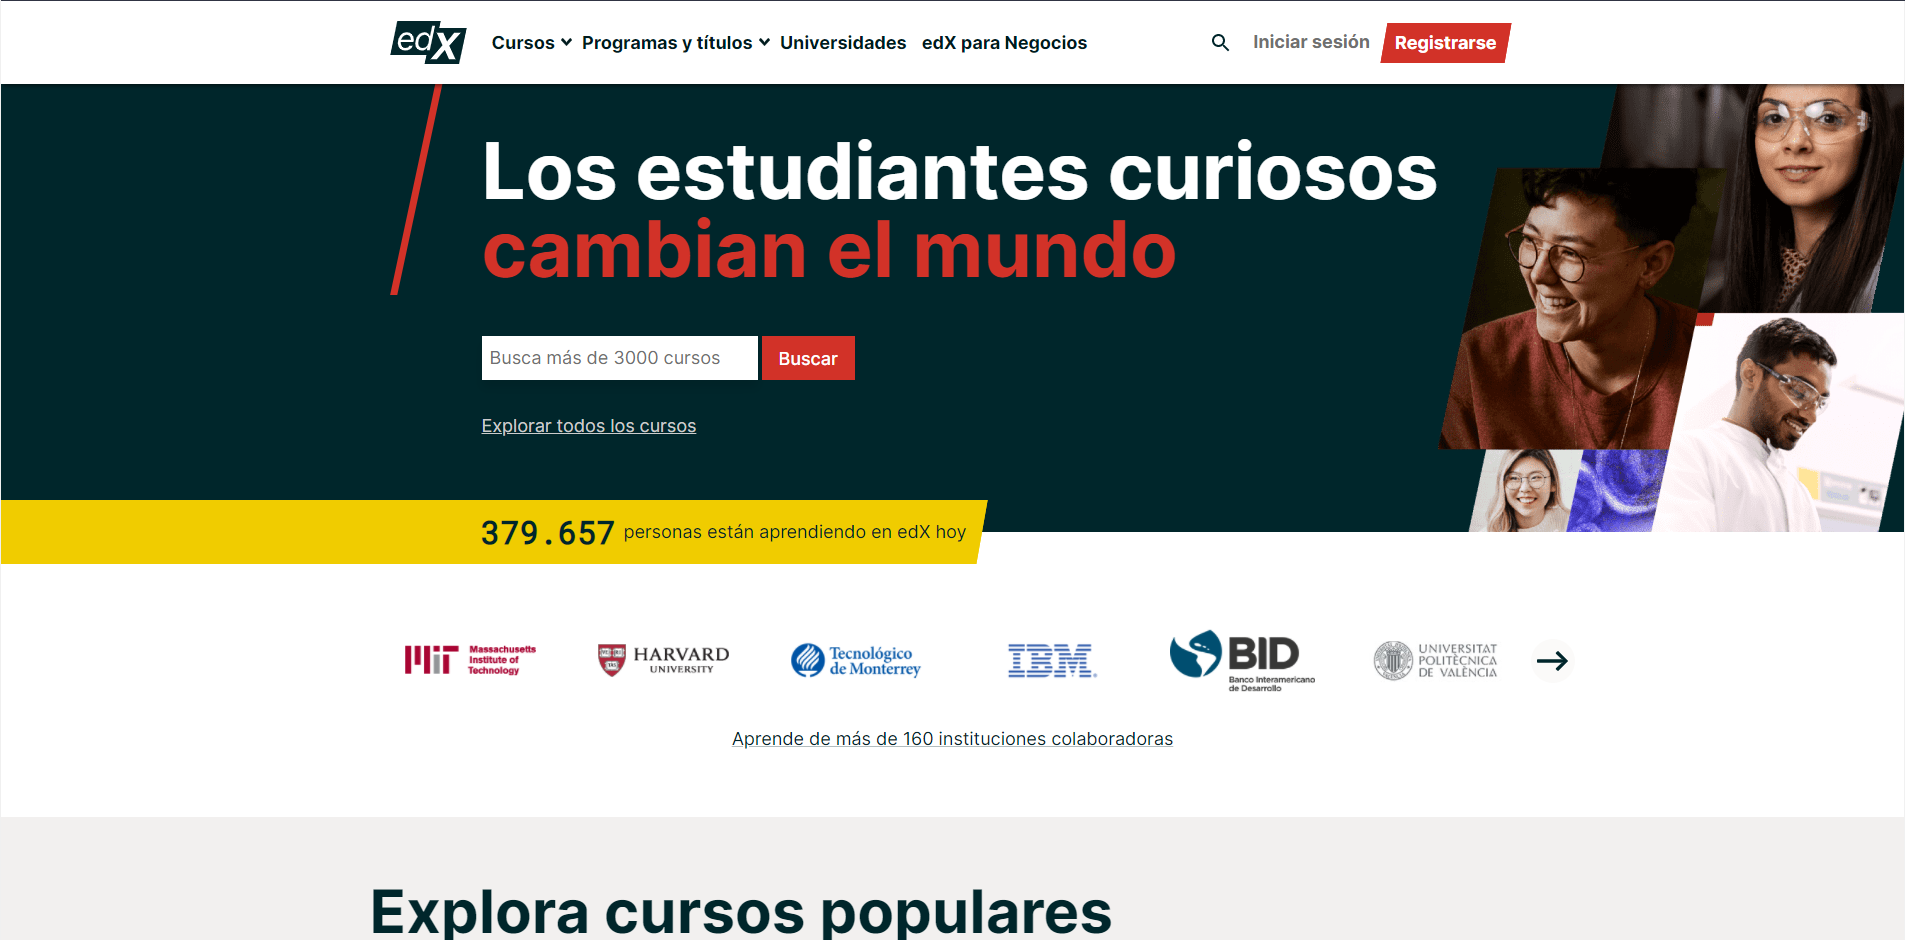 edX
Cursos
Programas y títulos
Universidades
edX para Negocios
Iniciar sesión
Registrarse
Los estudiantes curiosos
cambian el mundo
Busca más de 3000 cursos
Buscar
Explorar todos los cursos
379.657 personas están aprendiendo en edX hoy
MIT
Massachusetts
Institute of
Technology
HARVARD
UNIVERSITY
Tecnológico
de Monterrey
IBM
BID
Banco Interamericano
de Desarrollo
UNIVERSITAT
POLITÈCNICA
DE VALÈNCIA
Aprende de más de 160 instituciones colaboradoras
Explora cursos populares